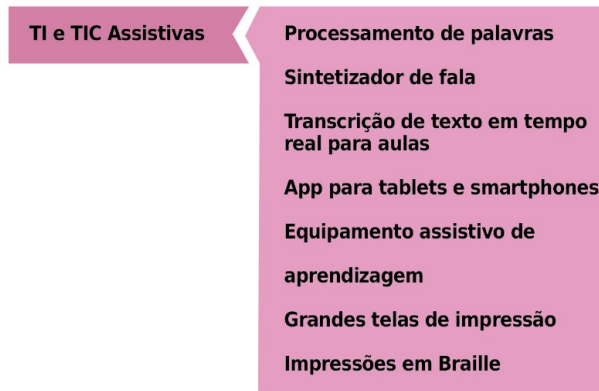 TI e TIC Assistivas
Processamento de palavras
Sintetizador de fala
Transcrição de texto em tempo
real para aulas
App para tablets e smartphones
Equipamento assistivo de
aprendizagem
Grandes telas de impressão
Impressões em Braille